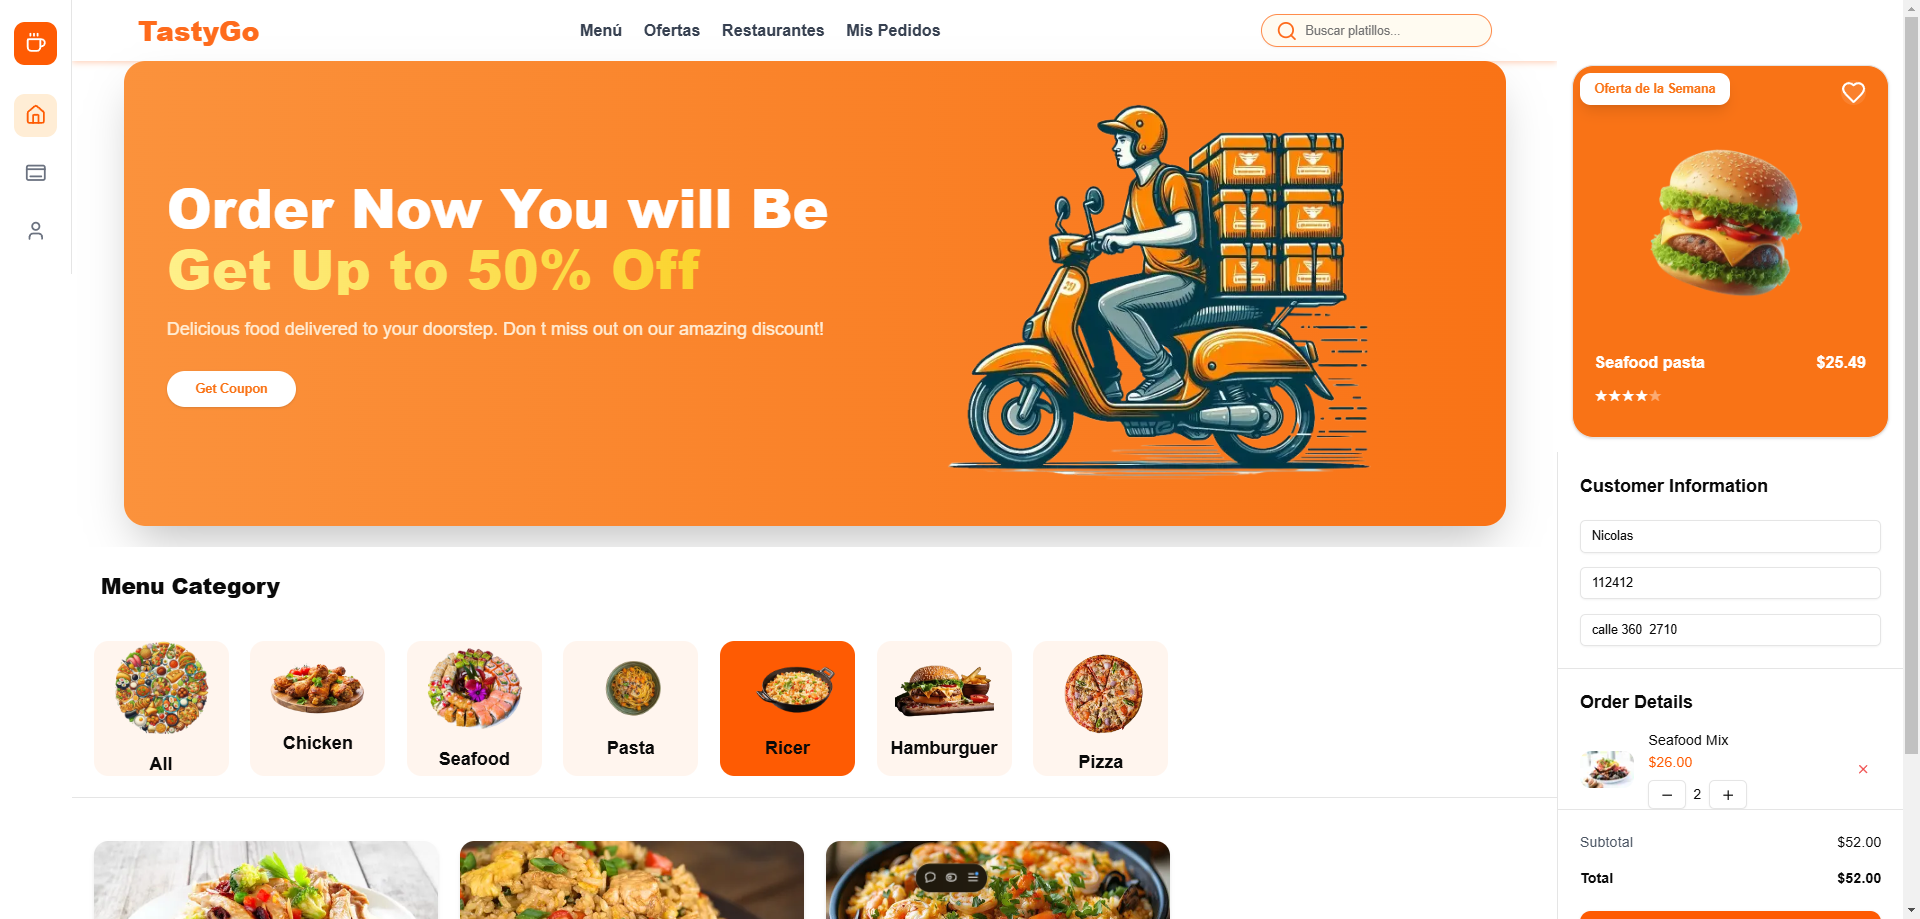 TastyGo
Menú
Ofertas
Restaurantes
Mis Pedidos
Buscar platillos...
Order Now You will Be
Get Up to 50% Off
Delicious food delivered to your doorstep. Don t miss out on our amazing discount!
Get Coupon
Oferta de la Semana
Seafood pasta
$25.49
Customer Information
Nicolas
112412
calle 360 2710
Menu Category
All
Chicken
Seafood
Pasta
Ricer
Hamburguer
Pizza
Order Details
Seafood Mix
$26.00
2
Subtotal
$52.00
Total
$52.00